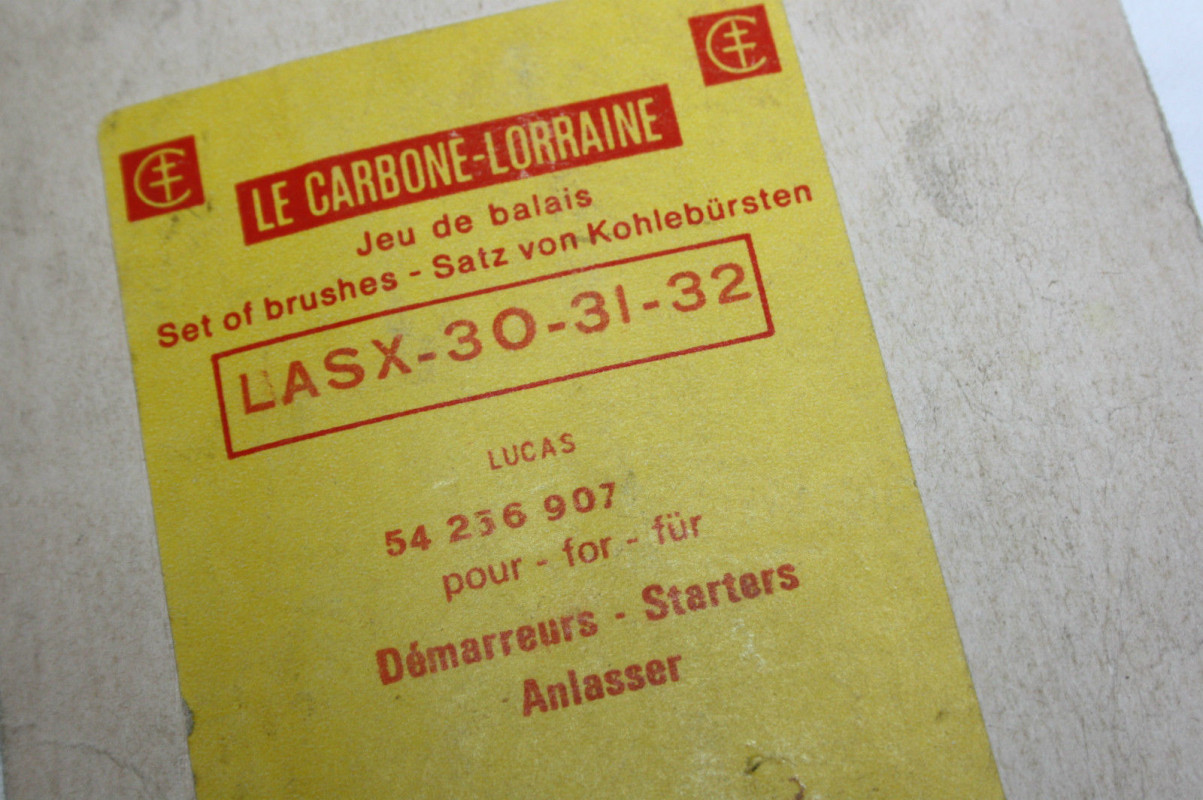 LE CARBONE-LORRAINE
Jeu de balais
Set of brushes - Satz von Kohlebürsten
LASX-30-31-32
LUCAS
54 236 907
pour - for - für
Démarreurs - Starters
Anlasser